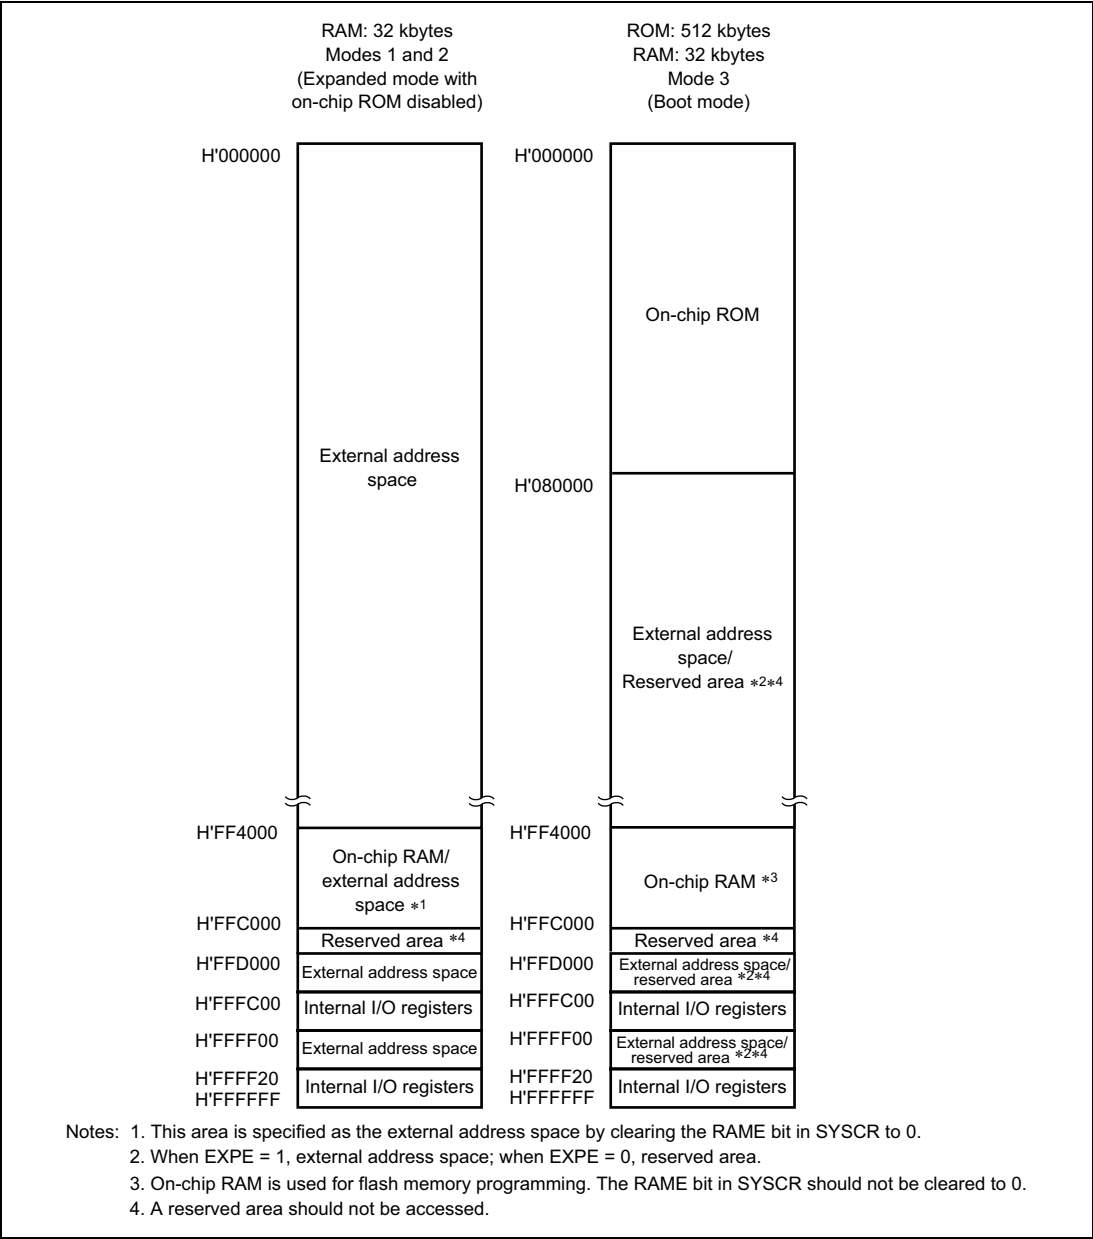 RAM: 32 kbytes
Modes 1 and 2
(Expanded mode with
on-chip ROM disabled)
H'000000
External address
space
H'FF4000
On-chip RAM/
external address
space *1
H'FFC000
Reserved area *4
H'FFD000
External address space
H'FFFC00
Internal I/O registers
H'FFFF00
External address space
H'FFFF20
Internal I/O registers
H'FFFFFF
ROM: 512 kbytes
RAM: 32 kbytes
Mode 3
(Boot mode)
H'000000
On-chip ROM
H'080000
External address
space/
Reserved area *2*4
H'FF4000
On-chip RAM *3
H'FFC000
Reserved area *4
H'FFD000
External address space/
reserved area *2*4
H'FFFC00
Internal I/O registers
H'FFFF00
External address space/
reserved area *2*4
H'FFFF20
Internal I/O registers
H'FFFFFF
Notes: 1. This area is specified as the external address space by clearing the RAME bit in SYSCR to 0.
2. When EXPE = 1, external address space; when EXPE = 0, reserved area.
3. On-chip RAM is used for flash memory programming. The RAME bit in SYSCR should not be cleared to 0.
4. A reserved area should not be accessed.